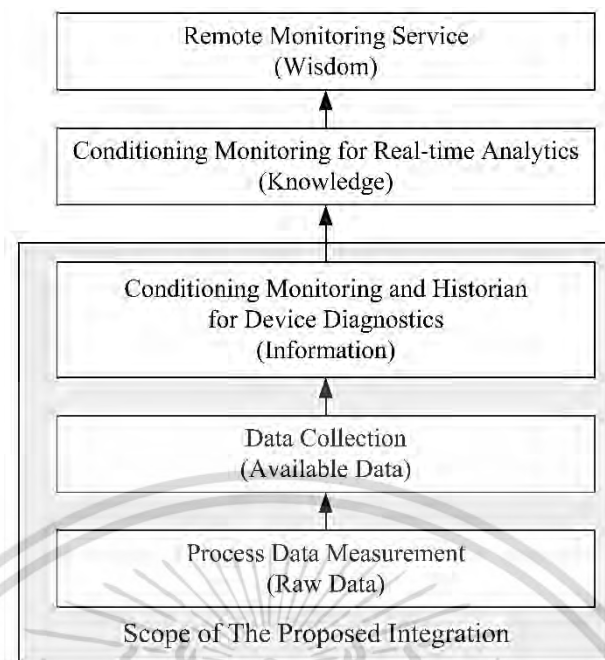 Remote Monitoring Service
(Wisdom)
Conditioning Monitoring for Real-time Analytics
(Knowledge)
Conditioning Monitoring and Historian
for Device Diagnostics
(Information)
Data Collection
(Available Data)
Process Data Measurement
(Raw Data)
Scope of The Proposed Integration